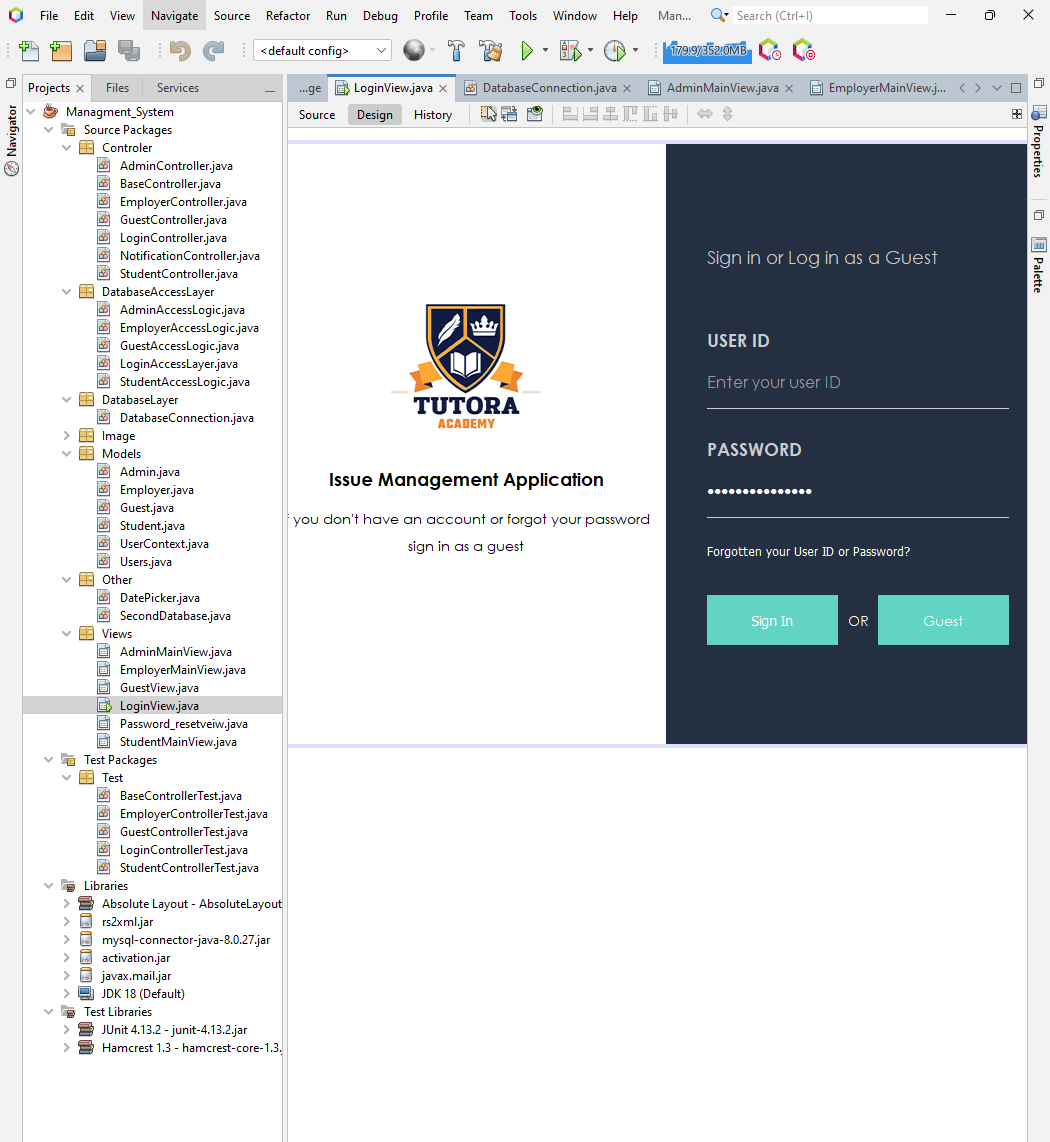 File Edit View Navigate Source Refactor Run Debug Profile Team Tools Window Help Man... Search (Ctrl+I)
<default config> 179.9/352.0MB
Projects Files Services
...ge LoginView.java DatabaseConnection.java AdminMainView.java EmployerMainView.j...
Source Design History
Navigator
Managment_System
Source Packages
Controler
AdminController.java
BaseController.java
EmployerController.java
GuestController.java
LoginController.java
NotificationController.java
StudentController.java
DatabaseAccessLayer
AdminAccessLogic.java
EmployerAccessLogic.java
GuestAccessLogic.java
LoginAccessLayer.java
StudentAccessLogic.java
DatabaseLayer
DatabaseConnection.java
Image
Models
Admin.java
Employer.java
Guest.java
Student.java
UserContext.java
Users.java
Other
DatePicker.java
SecondDatabase.java
Views
AdminMainView.java
EmployerMainView.java
GuestView.java
LoginView.java
Password_resetveiw.java
StudentMainView.java
Test Packages
Test
BaseControllerTest.java
EmployerControllerTest.java
GuestControllerTest.java
LoginControllerTest.java
StudentControllerTest.java
Libraries
Absolute Layout - AbsoluteLayout
rs2xml.jar
mysql-connector-java-8.0.27.jar
activation.jar
javax.mail.jar
JDK 18 (Default)
Test Libraries
JUnit 4.13.2 - junit-4.13.2.jar
Hamcrest 1.3 - hamcrest-core-1.3.
TUTORA
ACADEMY
Issue Management Application
f you don't have an account or forgot your password
sign in as a guest
Sign in or Log in as a Guest
USER ID
Enter your user ID
PASSWORD
•••••••••••••••
Forgotten your User ID or Password?
Sign In OR Guest
Properties
Palette